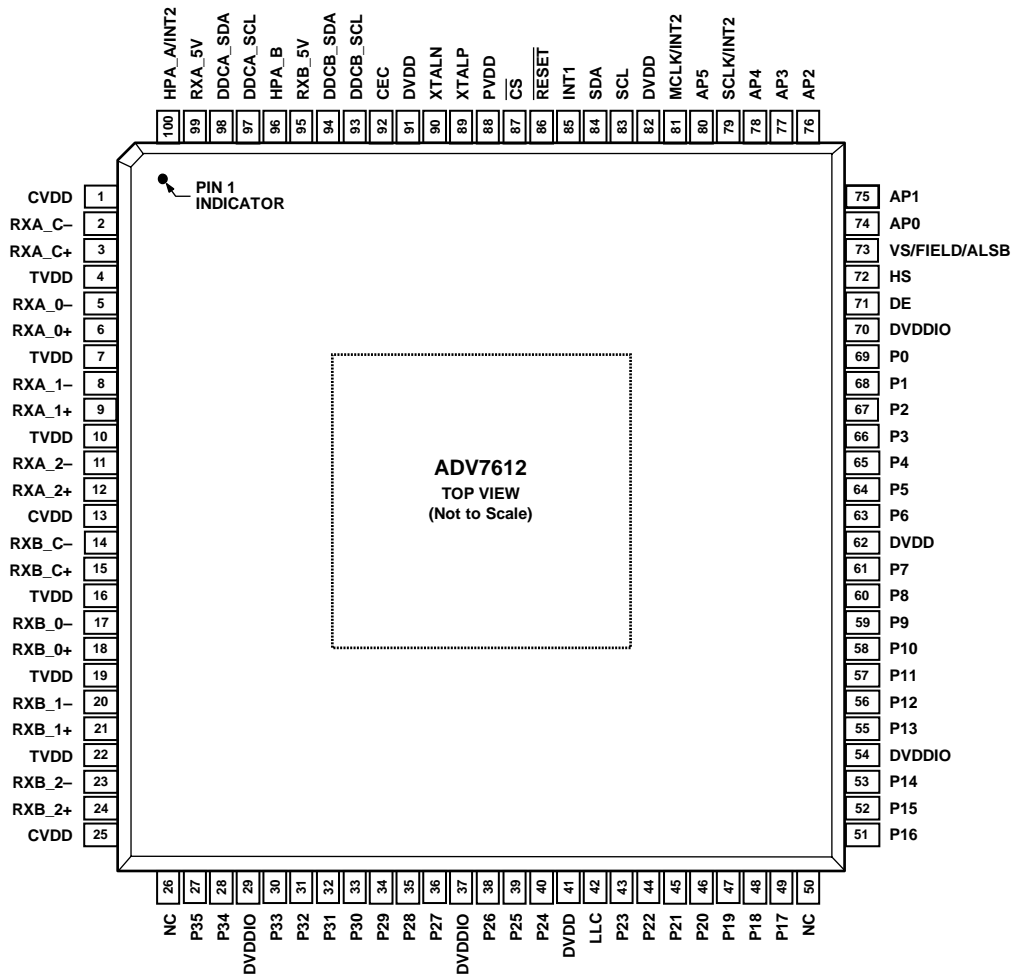 HPA_A/INT2
RXA_5V
DDCA_SDA
DDCA_SCL
HPA_B
RXB_5V
DDCB_SDA
DDCB_SCL
CEC
DVDD
XTALN
XTALP
PVDD
CS
RESET
INT1
SDA
SCL
DVDD
MCLK/INT2
AP5
SCLK/INT2
AP4
AP3
AP2
100
99
98
97
96
95
94
93
92
91
90
89
88
87
86
85
84
83
82
81
80
79
78
77
76
PIN 1
INDICATOR
CVDD 1
RXA_C– 2
RXA_C+ 3
TVDD 4
RXA_0– 5
RXA_0+ 6
TVDD 7
RXA_1– 8
RXA_1+ 9
TVDD 10
RXA_2– 11
RXA_2+ 12
CVDD 13
RXB_C– 14
RXB_C+ 15
TVDD 16
RXB_0– 17
RXB_0+ 18
TVDD 19
RXB_1– 20
RXB_1+ 21
TVDD 22
RXB_2– 23
RXB_2+ 24
CVDD 25
ADV7612
TOP VIEW
(Not to Scale)
75 AP1
74 AP0
73 VS/FIELD/ALSB
72 HS
71 DE
70 DVDDIO
69 P0
68 P1
67 P2
66 P3
65 P4
64 P5
63 P6
62 DVDD
61 P7
60 P8
59 P9
58 P10
57 P11
56 P12
55 P13
54 DVDDIO
53 P14
52 P15
51 P16
26
27
28
29
30
31
32
33
34
35
36
37
38
39
40
41
42
43
44
45
46
47
48
49
50
NC
P35
P34
DVDDIO
P33
P32
P31
P30
P29
P28
P27
DVDDIO
P26
P25
P24
DVDD
LLC
P23
P22
P21
P20
P19
P18
P17
NC